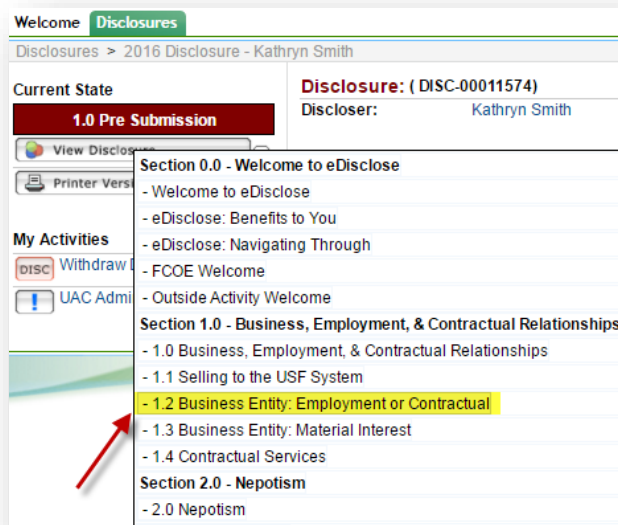 Welcome Disclosures
Disclosures > 2016 Disclosure - Kathryn Smith
Current State
1.0 Pre Submission
View Disclosu
Printer Versi
My Activities
DISC Withdraw
UAC Admi
Disclosure: ( DISC-00011574)
Discloser: Kathryn Smith
Section 0.0 - Welcome to eDisclose
- Welcome to eDisclose
- eDisclose: Benefits to You
- eDisclose: Navigating Through
- FCOE Welcome
- Outside Activity Welcome
Section 1.0 - Business, Employment, & Contractual Relationships
- 1.0 Business, Employment, & Contractual Relationships
- 1.1 Selling to the USF System
- 1.2 Business Entity: Employment or Contractual
- 1.3 Business Entity: Material Interest
- 1.4 Contractual Services
Section 2.0 - Nepotism
- 2.0 Nepotism